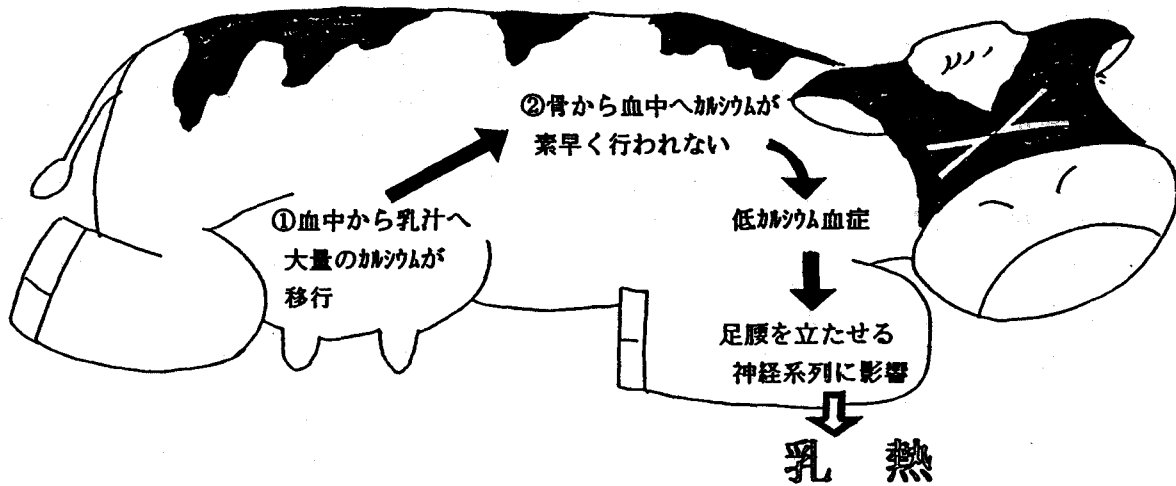 ①血中から乳汁へ
大量のｶﾙｼｳﾑが
移行
②骨から血中へｶﾙｼｳﾑが
素早く行われない
低ｶﾙｼｳﾑ血症
足腰を立たせる
神経系列に影響
乳熱